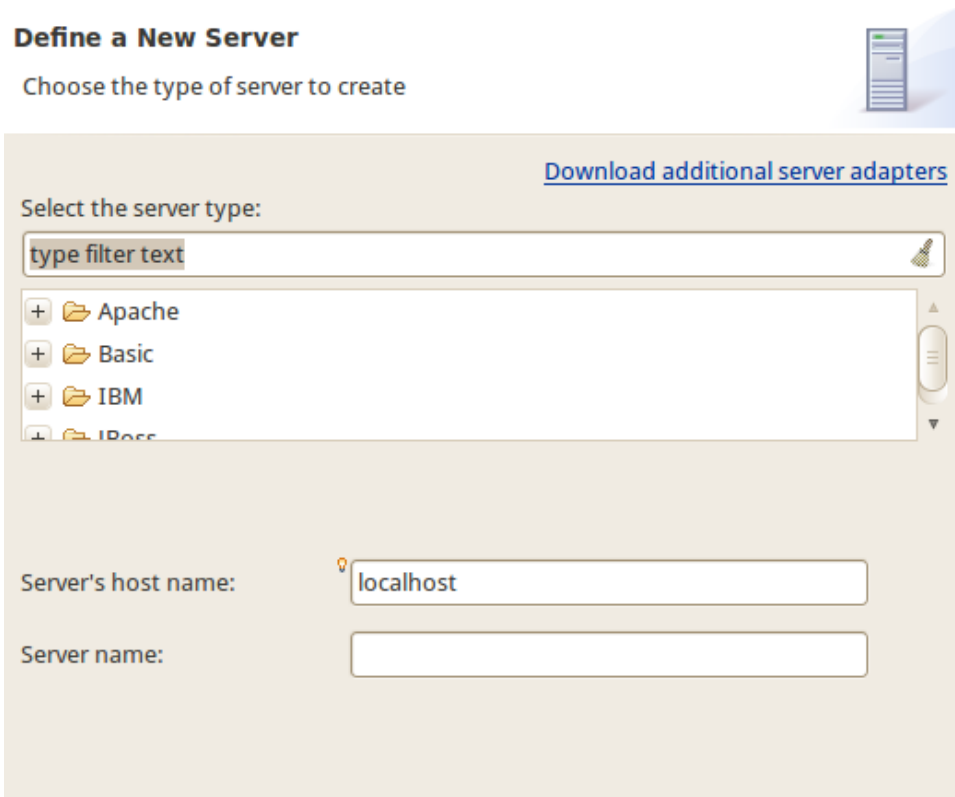 Define a New Server
Choose the type of server to create
Download additional server adapters
Select the server type:
type filter text
Apache
Basic
IBM
JBoss
Server's host name:
localhost
Server name: